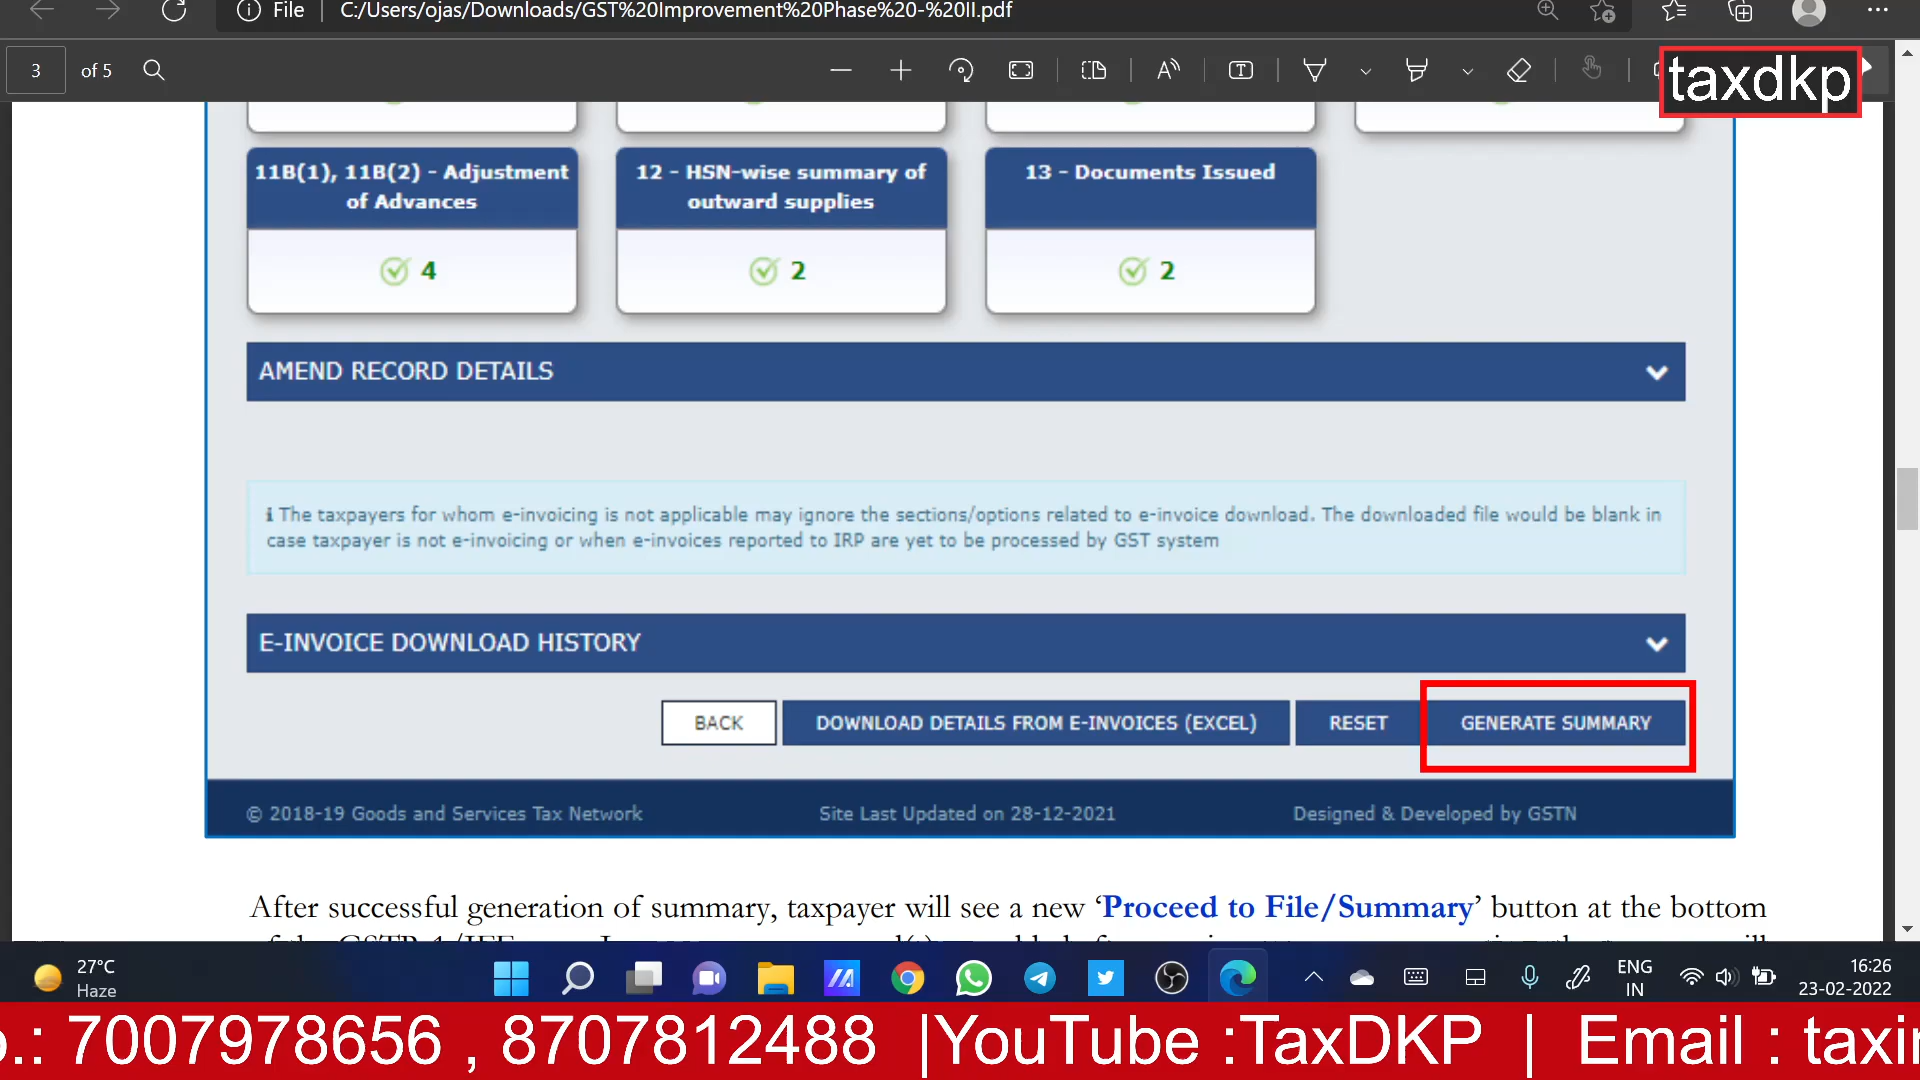 File
C:/Users/ojas/Downloads/GST%20Improvement%20Phase%20-%20II.pdf
3 of 5
taxdkp
11B(1), 11B(2) - Adjustment of Advances
4
12 - HSN-wise summary of outward supplies
2
13 - Documents Issued
2
AMEND RECORD DETAILS
The taxpayers for whom e-invoicing is not applicable may ignore the sections/options related to e-invoice download. The downloaded file would be blank in
case taxpayer is not e-invoicing or when e-invoices reported to IRP are yet to be processed by GST system
E-INVOICE DOWNLOAD HISTORY
BACK
DOWNLOAD DETAILS FROM E-INVOICES (EXCEL)
RESET
GENERATE SUMMARY
© 2018-19 Goods and Services Tax Network
Site Last Updated on 28-12-2021
Designed & Developed by GSTN
After successful generation of summary, taxpayer will see a new ‘Proceed to File/Summary’ button at the bottom
27°C
Haze
ENG
IN
16:26
23-02-2022
.: 7007978656 , 8707812488 |YouTube :TaxDKP | Email : taxin